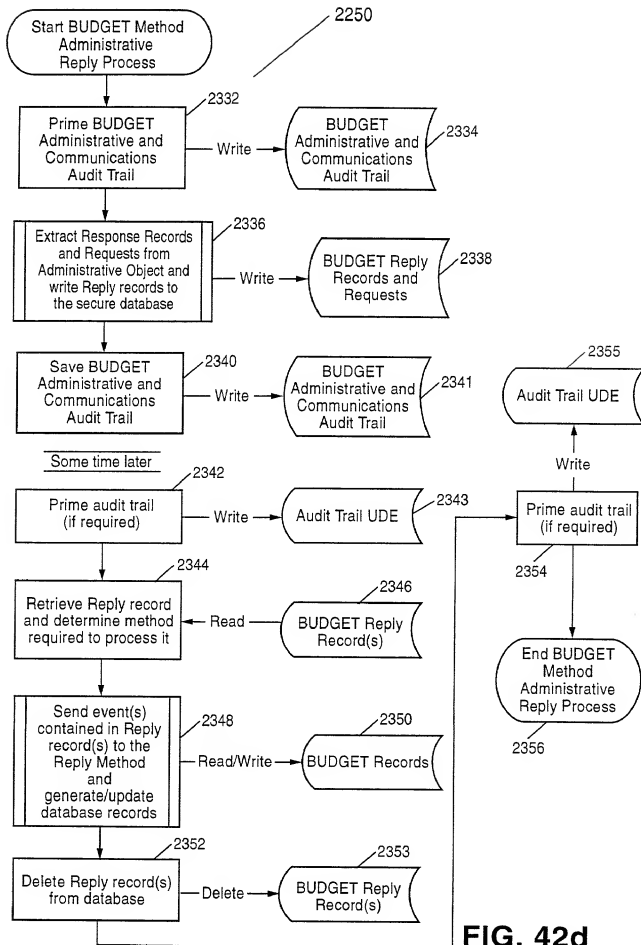 Start BUDGET Method
Administrative
Reply Process
2250
2332
Prime BUDGET
Administrative and
Communications
Audit Trail
Write
BUDGET
Administrative and
Communications
Audit Trail
2334
2336
Extract Response Records
and Requests from
Administrative Object and
write Reply records to
the secure database
Write
BUDGET Reply
Records and
Requests
2338
2340
Save BUDGET
Administrative and
Communications
Audit Trail
Write
BUDGET
Administrative and
Communications
Audit Trail
2341
Some time later
2342
Prime audit trail
(if required)
Write
Audit Trail UDE
2343
2344
Retrieve Reply record
and determine method
required to process it
Read
2346
BUDGET Reply
Record(s)
2348
Send event(s)
contained in Reply
record(s) to the
Reply Method
and
generate/update
database records
Read/Write
2350
BUDGET Records
2352
Delete Reply record(s)
from database
Delete
2353
BUDGET Reply
Record(s)
2355
Audit Trail UDE
Write
Prime audit trail
(if required)
2354
End BUDGET
Method
Administrative
Reply Process
2356
FIG. 42d